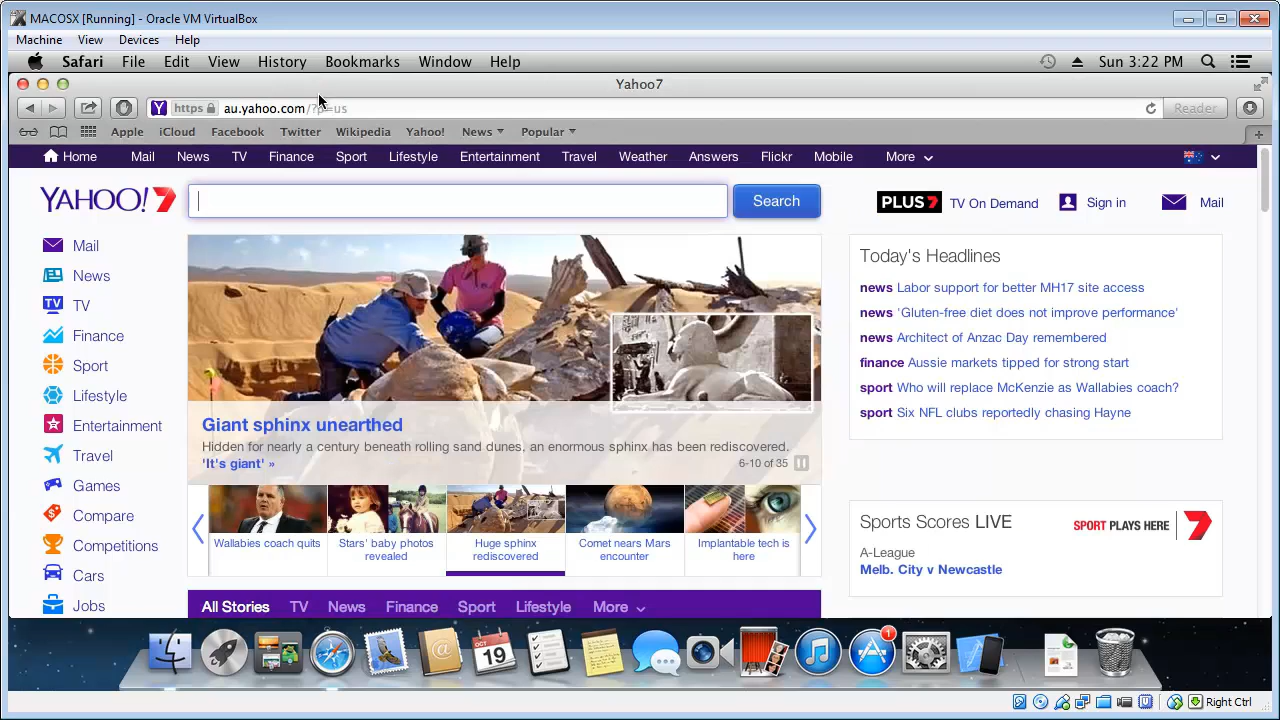 MACOSX [Running] - Oracle VM VirtualBox
Machine View Devices Help
Safari File Edit View History Bookmarks Window Help Sun 3:22 PM
Yahoo7
Y https au.yahoo.com/?p=us Reader
Apple iCloud Facebook Twitter Wikipedia Yahoo! News Popular
Home Mail News TV Finance Sport Lifestyle Entertainment Travel Weather Answers Flickr Mobile More
YAHOO!7 Search PLUS7 TV On Demand Sign in Mail
Mail
News
TV TV
Finance
Sport
Lifestyle
Entertainment
Travel
Games
Compare
Competitions
Cars
Jobs
Giant sphinx unearthed
Hidden for nearly a century beneath rolling sand dunes, an enormous sphinx has been rediscovered.
'It's giant' » 6-10 of 35
Wallabies coach quits
Stars' baby photos
revealed
Huge sphinx
rediscovered
Comet nears Mars
encounter
Implantable tech is
here
All Stories TV News Finance Sport Lifestyle More
Today's Headlines
news Labor support for better MH17 site access
news 'Gluten-free diet does not improve performance'
news Architect of Anzac Day remembered
finance Aussie markets tipped for strong start
sport Who will replace McKenzie as Wallabies coach?
sport Six NFL clubs reportedly chasing Hayne
Sports Scores LIVE SPORT PLAYS HERE 7
A-League
Melb. City v Newcastle
OCT
19
1
Right Ctrl